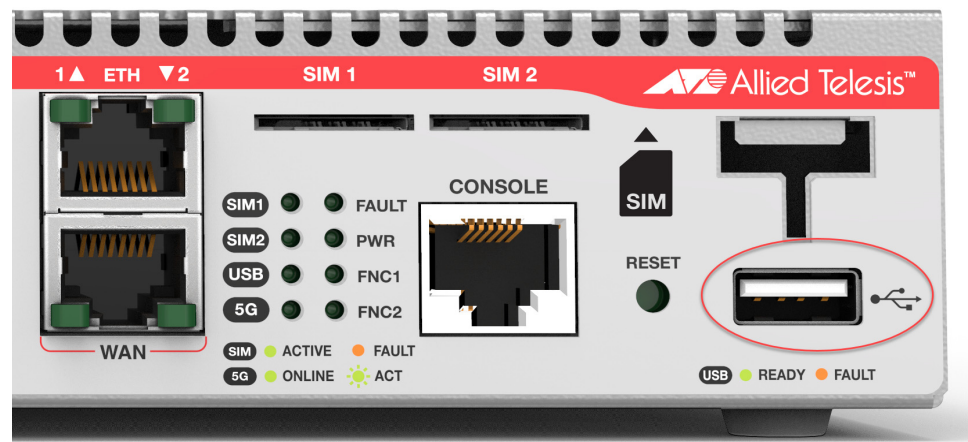 1▲ ETH ▼2
SIM 1
SIM 2
Allied Telesis™
CONSOLE
SIM
SIM1
FAULT
SIM2
PWR
USB
FNC1
5G
FNC2
RESET
WAN
SIM ACTIVE FAULT
5G ONLINE ACT
USB READY FAULT